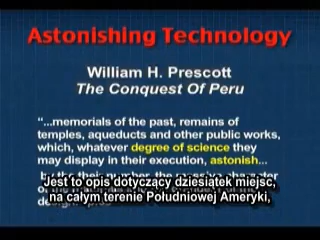 Astonishing Technology
William H. Prescott
The Conquest Of Peru
"...memorials of the past, remains of
temples, aqueducts and other public works,
which, whatever degree of science they
may display in their execution, astonish...
Jest to opis dotyczący dziesiątek miejsc,
na całym terenie Południowej Ameryki,